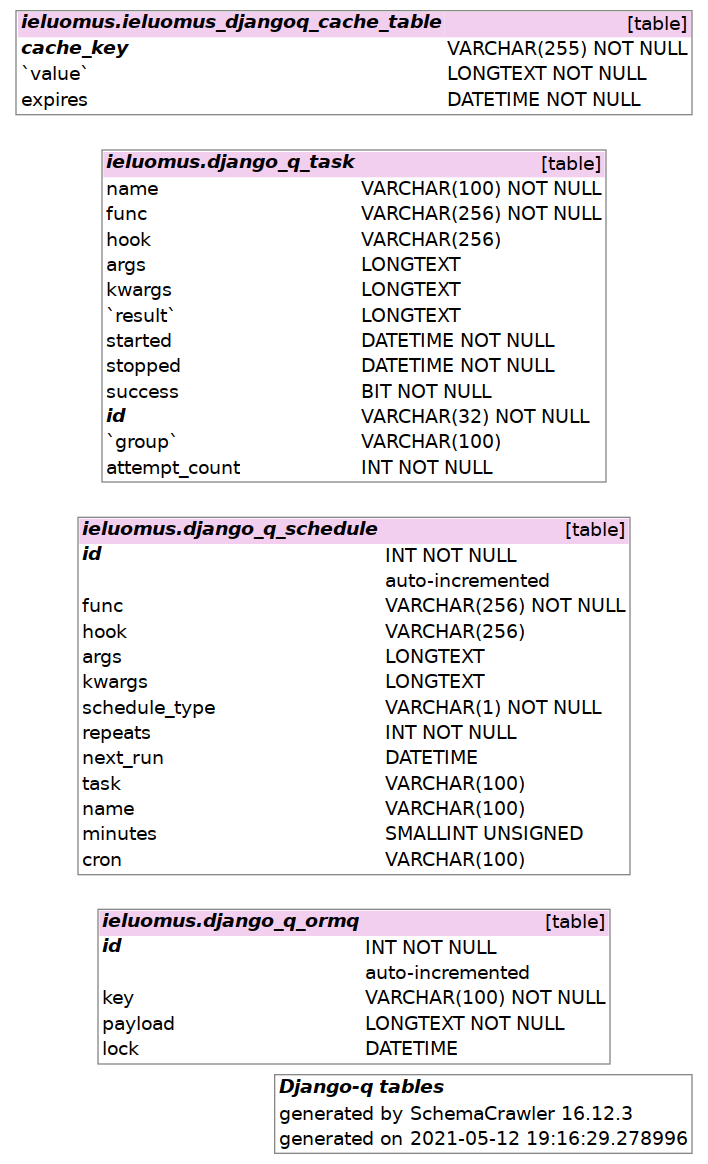 ieluomus.ieluomus_djangoq_cache_table [table]
cache_key VARCHAR(255) NOT NULL
`value` LONGTEXT NOT NULL
expires DATETIME NOT NULL
ieluomus.django_q_task [table]
name VARCHAR(100) NOT NULL
func VARCHAR(256) NOT NULL
hook VARCHAR(256)
args LONGTEXT
kwargs LONGTEXT
`result` LONGTEXT
started DATETIME NOT NULL
stopped DATETIME NOT NULL
success BIT NOT NULL
id VARCHAR(32) NOT NULL
`group` VARCHAR(100)
attempt_count INT NOT NULL
ieluomus.django_q_schedule [table]
id INT NOT NULL
auto-incremented
func VARCHAR(256) NOT NULL
hook VARCHAR(256)
args LONGTEXT
kwargs LONGTEXT
schedule_type VARCHAR(1) NOT NULL
repeats INT NOT NULL
next_run DATETIME
task VARCHAR(100)
name VARCHAR(100)
minutes SMALLINT UNSIGNED
cron VARCHAR(100)
ieluomus.django_q_ormq [table]
id INT NOT NULL
auto-incremented
key VARCHAR(100) NOT NULL
payload LONGTEXT NOT NULL
lock DATETIME
Django-q tables
generated by SchemaCrawler 16.12.3
generated on 2021-05-12 19:16:29.278996